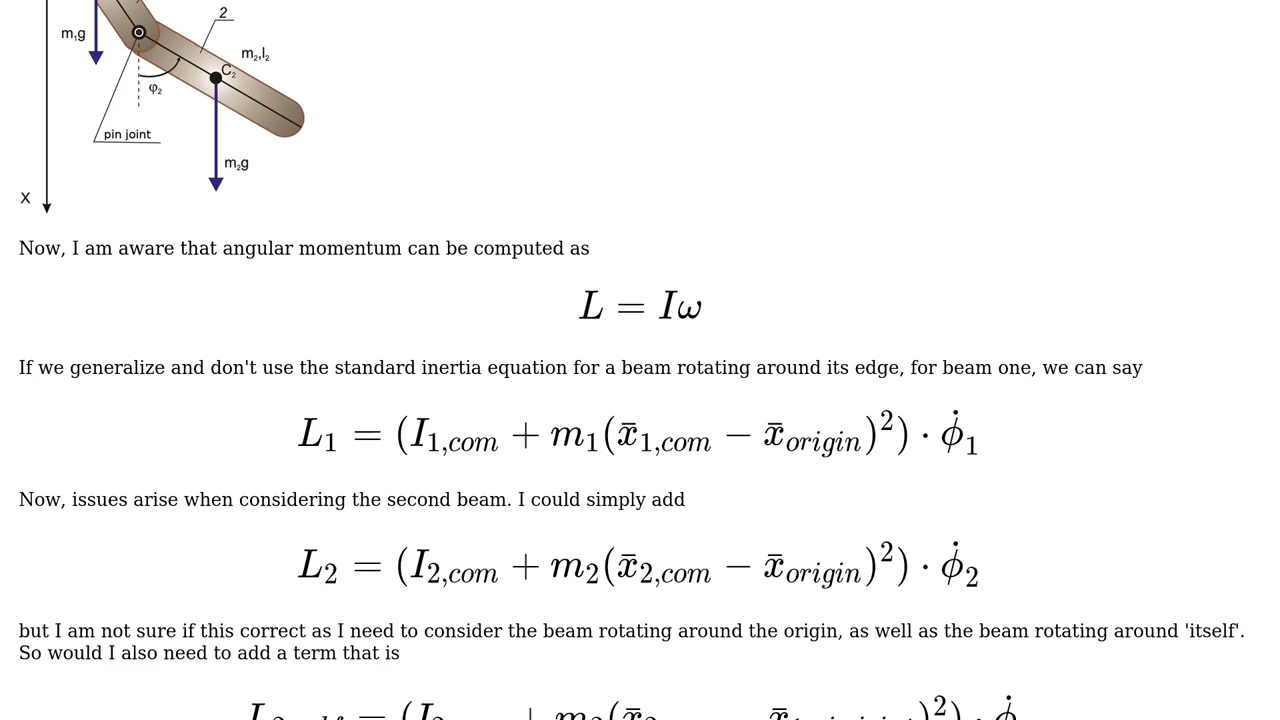 2
m₁g
m₂,l₂
C₂
φ₂
pin joint
m₂g
X
Now, I am aware that angular momentum can be computed as
L = Iω
If we generalize and don't use the standard inertia equation for a beam rotating around its edge, for beam one, we can say
L₁ = (I₁,com + m₁(x̄₁,com − x̄origin)²) · φ̇₁
Now, issues arise when considering the second beam. I could simply add
L₂ = (I₂,com + m₂(x̄₂,com − x̄origin)²) · φ̇₂
but I am not sure if this correct as I need to consider the beam rotating around the origin, as well as the beam rotating around 'itself'.
So would I also need to add a term that is